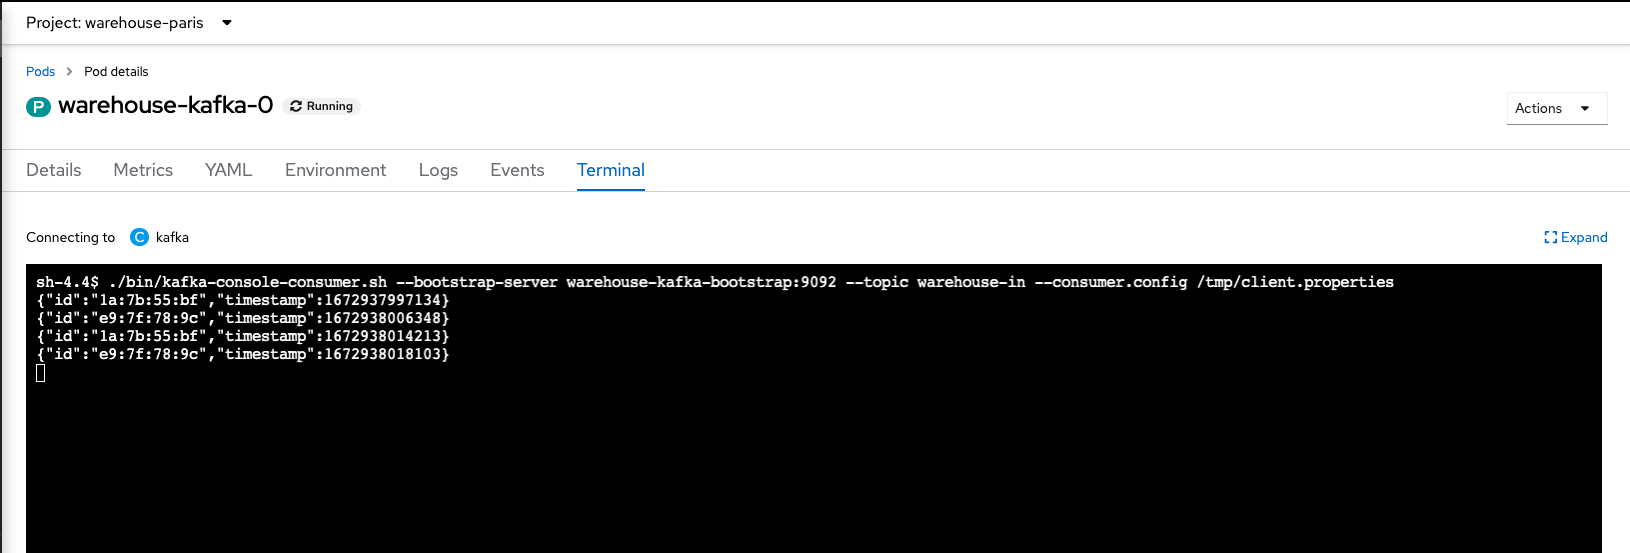 Project: warehouse-paris
Pods Pod details
P warehouse-kafka-0 Running
Actions
Details Metrics YAML Environment Logs Events Terminal
Connecting to C kafka
Expand
sh-4.4$ ./bin/kafka-console-consumer.sh --bootstrap-server warehouse-kafka-bootstrap:9092 --topic warehouse-in --consumer.config /tmp/client.properties
{"id":"1a:7b:55:bf","timestamp":1672937997134}
{"id":"e9:7f:78:9c","timestamp":1672938006348}
{"id":"1a:7b:55:bf","timestamp":1672938014213}
{"id":"e9:7f:78:9c","timestamp":1672938018103}